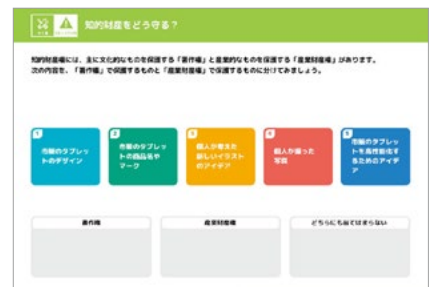 知的財産をどう守る？
知的財産権には、主に文化的なものを保護する「著作権」と産業的なものを保護する「産業財産権」があります。
次の内容を、「著作権」で保護するものと「産業財産権」で保護するものに分けてみましょう。
1
市販のタブレッ
トのデザイン
2
市販のタブレッ
トの商品名や
マーク
3
個人が考えた
新しいイラスト
のアイデア
4
個人が撮った
写真
5
市販のタブレッ
トを高性能化す
るためのアイデ
ア
著作権
産業財産権
どちらにも当てはまらない